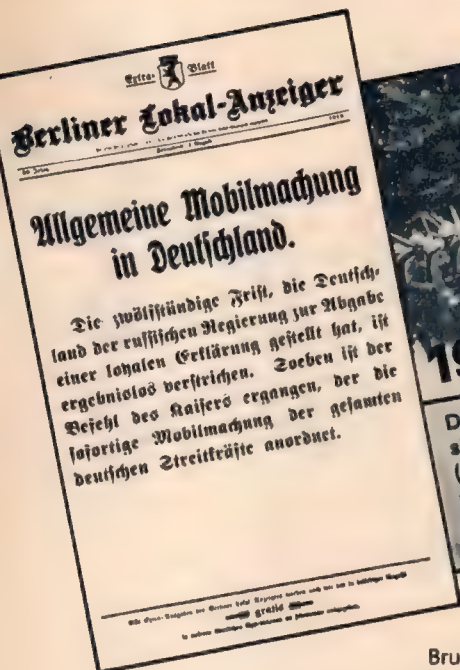 Extra-Blatt
Berliner Lokal-Anzeiger
Allgemeine Mobilmachung
in Deutschland.
Die zwölfstündige Frist, die Deutsch-
land der russischen Regierung zur Abgabe
einer loyalen Erklärung gestellt hat, ist
ergebnislos verstrichen. Soeben ist der
Befehl des Kaisers ergangen, der die
sofortige Mobilmachung der gesamten
deutschen Streitkräfte anordnet.
gratis
19
D
s
(
Bru